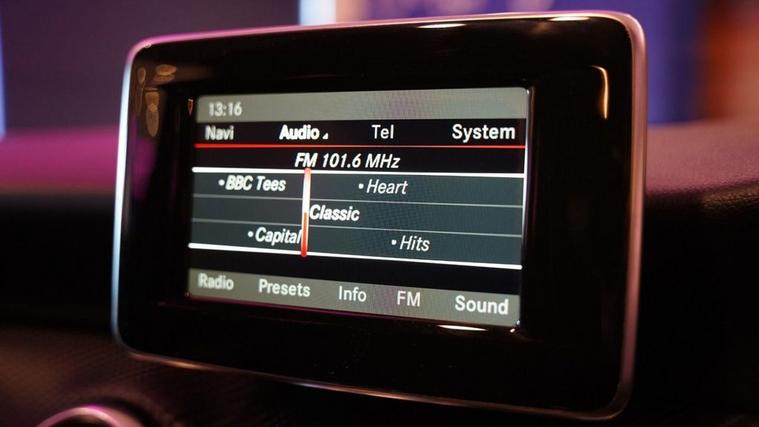 13:16
Navi Audio Tel System
FM 101.6 MHz
•BBC Tees •Heart
Classic
•Capital •Hits
Radio Presets Info FM Sound